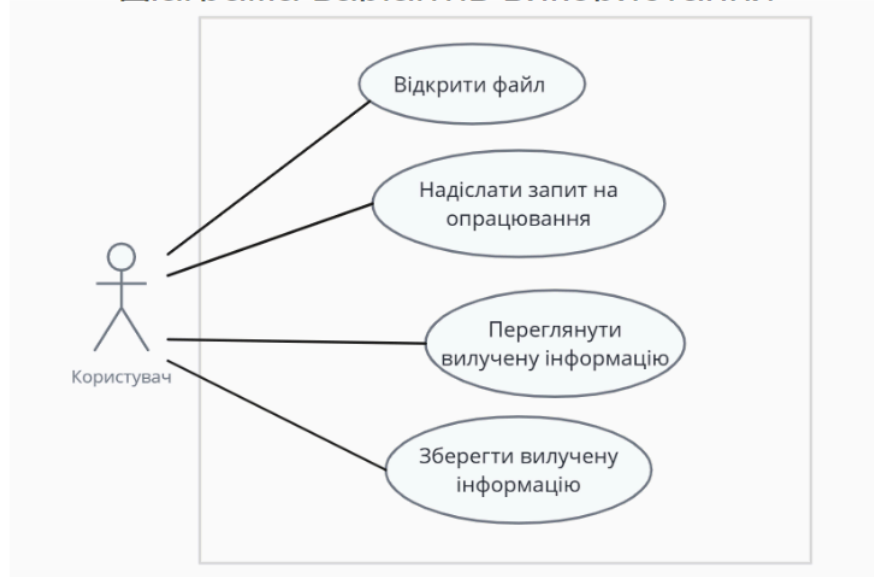 Відкрити файл
Надіслати запит на
опрацювання
Переглянути
вилучену інформацію
Користувач
Зберегти вилучену
інформацію